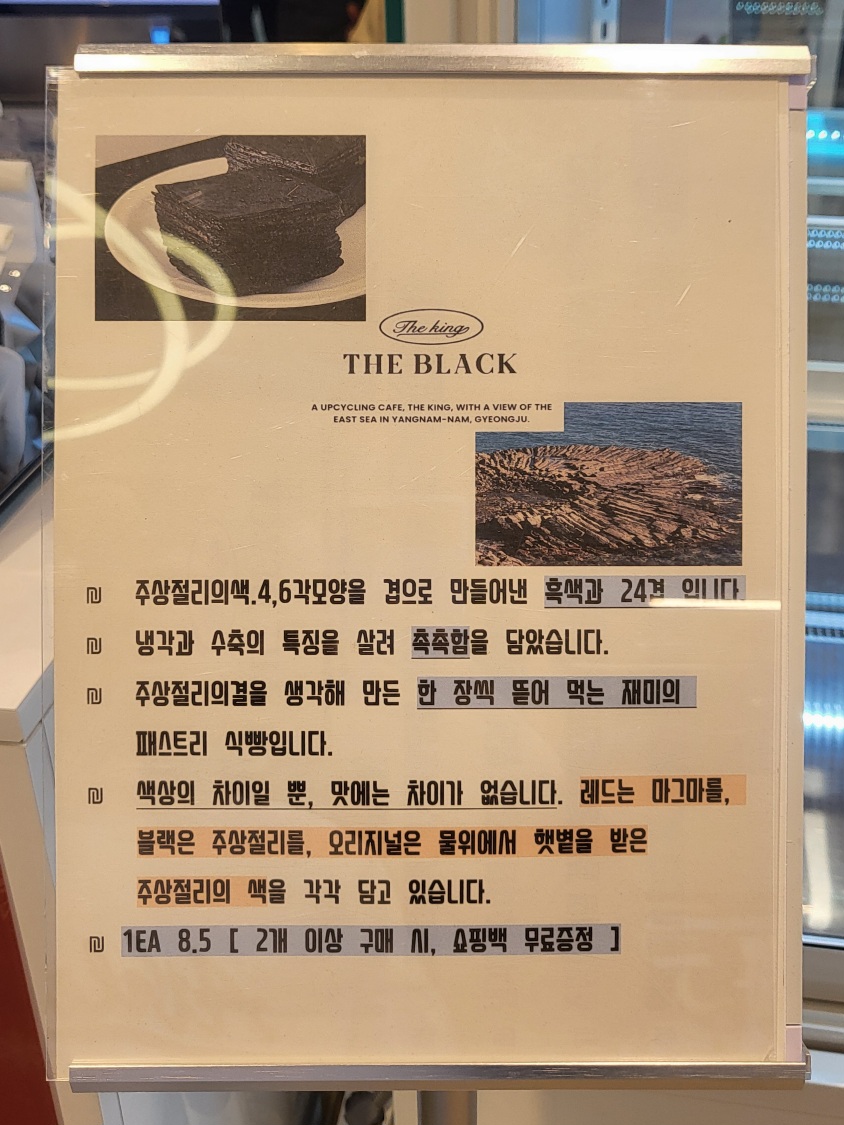 The king
THE BLACK
A UPCYCLING CAFE, THE KING, WITH A VIEW OF THE
EAST SEA IN YANGNAM-NAM, GYEONGJU.
₪ 주상절리의색.4,6각모양을 겹으로 만들어낸 흑색과 24결 입니다.
₪ 냉각과 수축의 특징을 살려 촉촉함을 담았습니다.
₪ 주상절리의결을 생각해 만든 한 장씩 뜯어 먹는 재미의
패스트리 식빵입니다.
₪ 색상의 차이일 뿐, 맛에는 차이가 없습니다. 레드는 마그마를,
블랙은 주상절리를, 오리지널은 물위에서 햇볕을 받은
주상절리의 색을 각각 담고 있습니다.
₪ 1EA 8.5 [ 2개 이상 구매 시, 쇼핑백 무료증정 ]